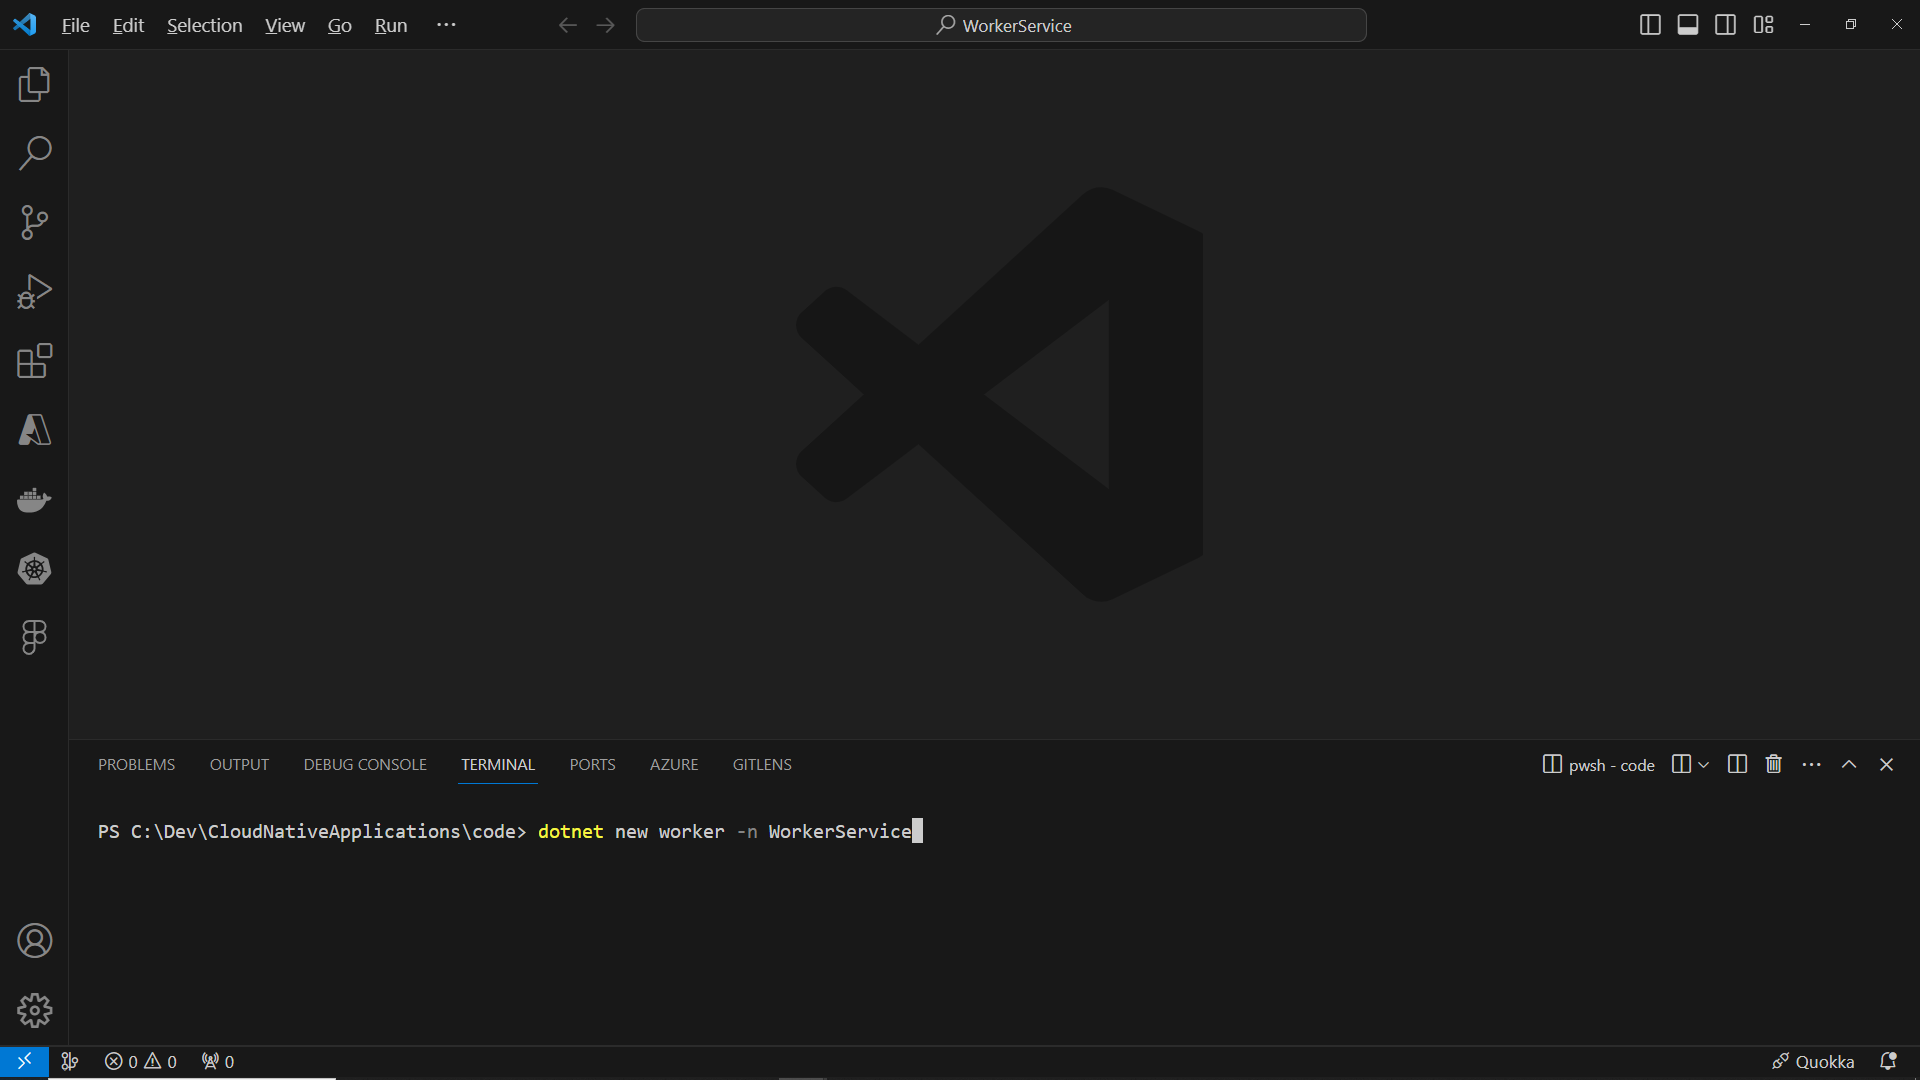 File Edit Selection View Go Run ···
WorkerService
PROBLEMS OUTPUT DEBUG CONSOLE TERMINAL PORTS AZURE GITLENS
pwsh - code
PS C:\Dev\CloudNativeApplications\code> dotnet new worker -n WorkerService
0 0 0
Quokka